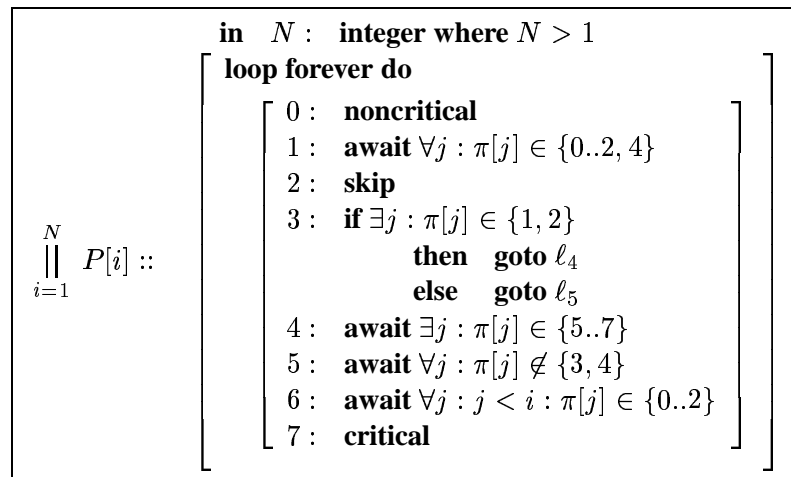 in N : integer where N > 1
loop forever do
0 : noncritical
1 : await ∀j : π[j] ∈ {0..2, 4}
2 : skip
3 : if ∃j : π[j] ∈ {1, 2}
then goto ℓ₄
else goto ℓ₅
N
|| P[i] ::
i=1
4 : await ∃j : π[j] ∈ {5..7}
5 : await ∀j : π[j] ∉ {3, 4}
6 : await ∀j : j < i : π[j] ∈ {0..2}
7 : critical